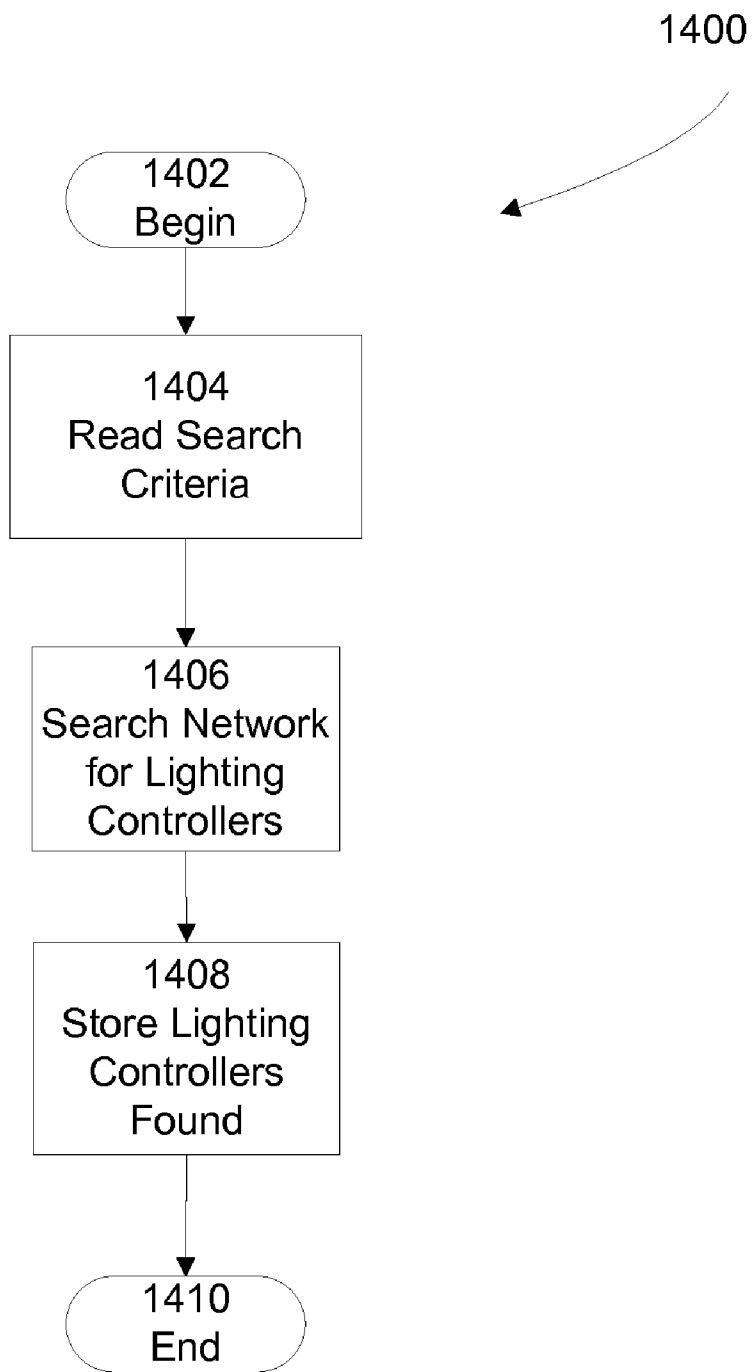 1400
1402
Begin
1404
Read Search
Criteria
1406
Search Network
for Lighting
Controllers
1408
Store Lighting
Controllers
Found
1410
End